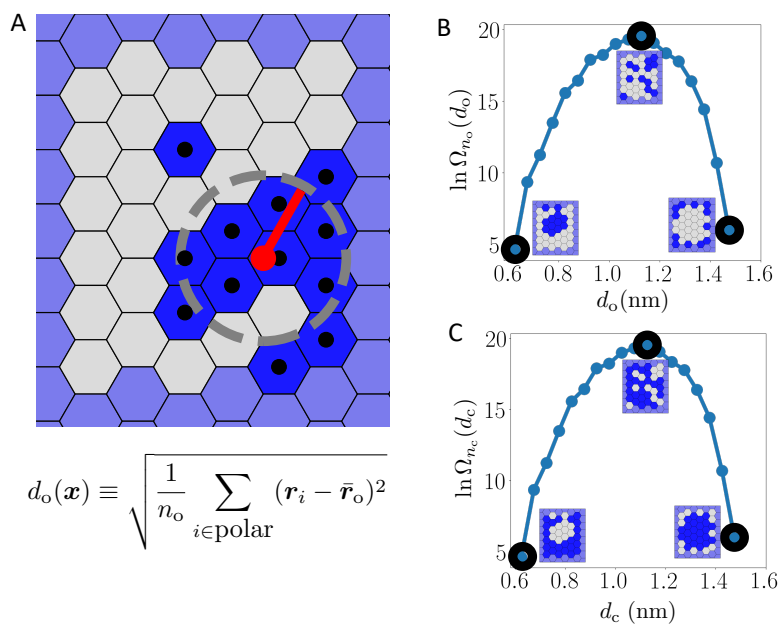 A
d_o(𝒙) ≡ √(1/n_o ∑_{i∈polar} (𝒓_i − 𝒓̄_o)²)
B
20
15
10
5
ln Ω_{n_o}(d_o)
0.6 0.8 1.0 1.2 1.4 1.6
d_o(nm)
C
20
15
10
5
ln Ω_{n_c}(d_c)
0.6 0.8 1.0 1.2 1.4 1.6
d_c (nm)